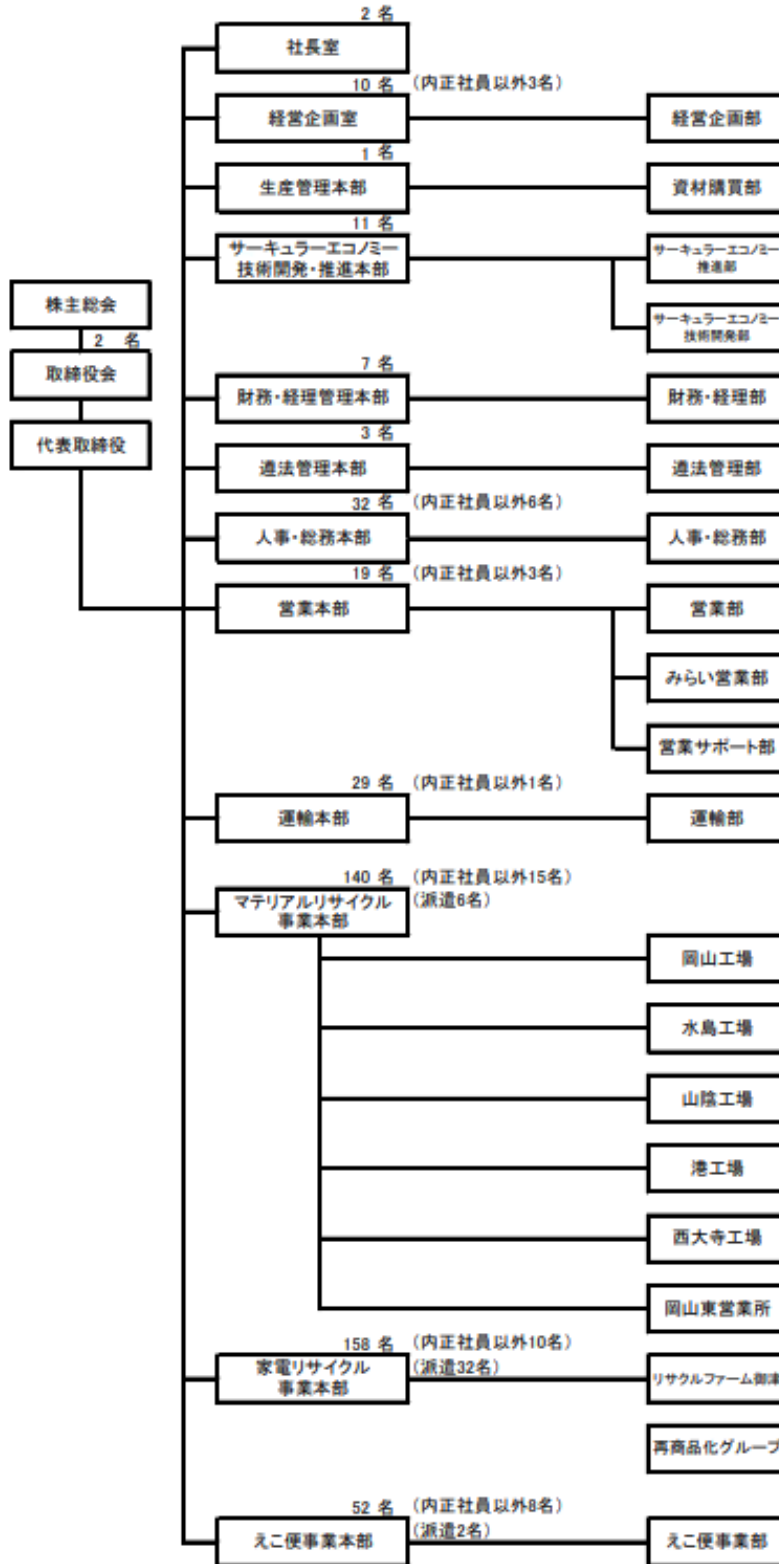 2 名
社長室
10 名 (内正社員以外3名)
経営企画室
経営企画部
1 名
生産管理本部
資材購買部
11 名
サーキュラーエコノミー
技術開発・推進本部
サーキュラーエコノミー
推進部
サーキュラーエコノミー
技術開発部
株主総会
2 名
取締役会
代表取締役
7 名
財務・経理管理本部
財務・経理部
3 名
遵法管理本部
遵法管理部
32 名 (内正社員以外6名)
人事・総務本部
人事・総務部
19 名 (内正社員以外3名)
営業本部
営業部
みらい営業部
営業サポート部
29 名 (内正社員以外1名)
運輸本部
運輸部
140 名 (内正社員以外15名)
(派遣6名)
マテリアルリサイクル
事業本部
岡山工場
水島工場
山陰工場
港工場
西大寺工場
岡山東営業所
158 名 (内正社員以外10名)
(派遣32名)
家電リサイクル
事業本部
リサクルファーム御津
再商品化グループ
52 名 (内正社員以外8名)
(派遣2名)
えこ便事業本部
えこ便事業部